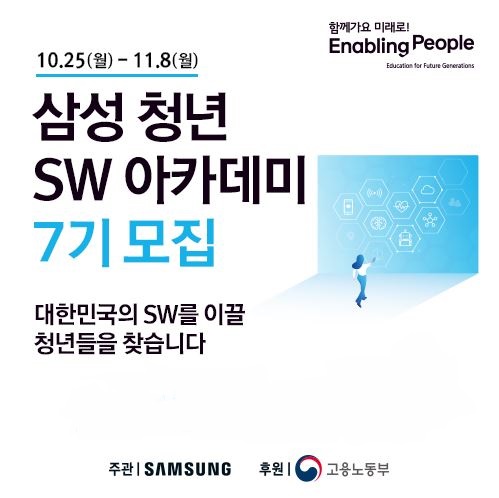 함께가요 미래로!
Enabling People
Education for Future Generations
10.25(월) – 11.8(월)
삼성 청년
SW 아카데미
7기 모집
대한민국의 SW를 이끌
청년들을 찾습니다
주관 | SAMSUNG 후원 | 고용노동부